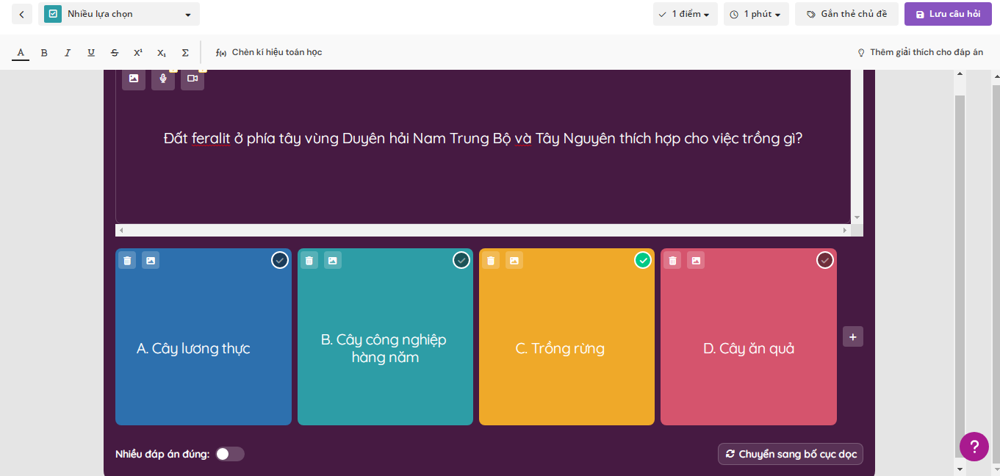 Nhiều lựa chọn
1 điểm
1 phút
Gắn thẻ chủ đề
Lưu câu hỏi
A B I U S X¹ X₁ Σ
f(x) Chèn kí hiệu toán học
Thêm giải thích cho đáp án
Đất feralit ở phía tây vùng Duyên hải Nam Trung Bộ và Tây Nguyên thích hợp cho việc trồng gì?
A. Cây lương thực
B. Cây công nghiệp
hàng năm
C. Trồng rừng
D. Cây ăn quả
+
Nhiều đáp án đúng:
Chuyển sang bố cục dọc
?